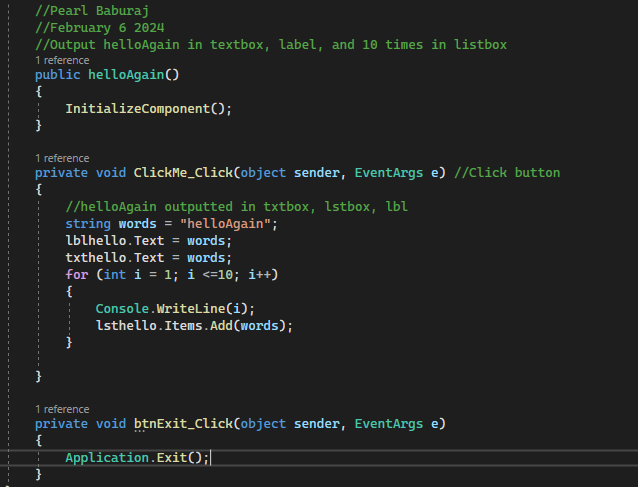 //Pearl Baburaj
//February 6 2024
//Output helloAgain in textbox, label, and 10 times in listbox
1 reference
public helloAgain()
{
InitializeComponent();
}
1 reference
private void ClickMe_Click(object sender, EventArgs e) //Click button
{
//helloAgain outputted in txtbox, lstbox, lbl
string words = "helloAgain";
lblhello.Text = words;
txthello.Text = words;
for (int i = 1; i <=10; i++)
{
Console.WriteLine(i);
lsthello.Items.Add(words);
}
}
1 reference
private void btnExit_Click(object sender, EventArgs e)
{
Application.Exit();
}